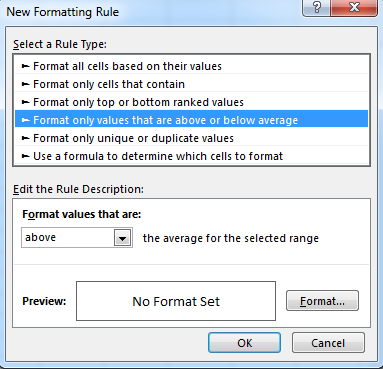 New Formatting Rule
?
Select a Rule Type:
► Format all cells based on their values
► Format only cells that contain
► Format only top or bottom ranked values
► Format only values that are above or below average
► Format only unique or duplicate values
► Use a formula to determine which cells to format
Edit the Rule Description:
Format values that are:
above the average for the selected range
Preview: No Format Set Format...
OK Cancel